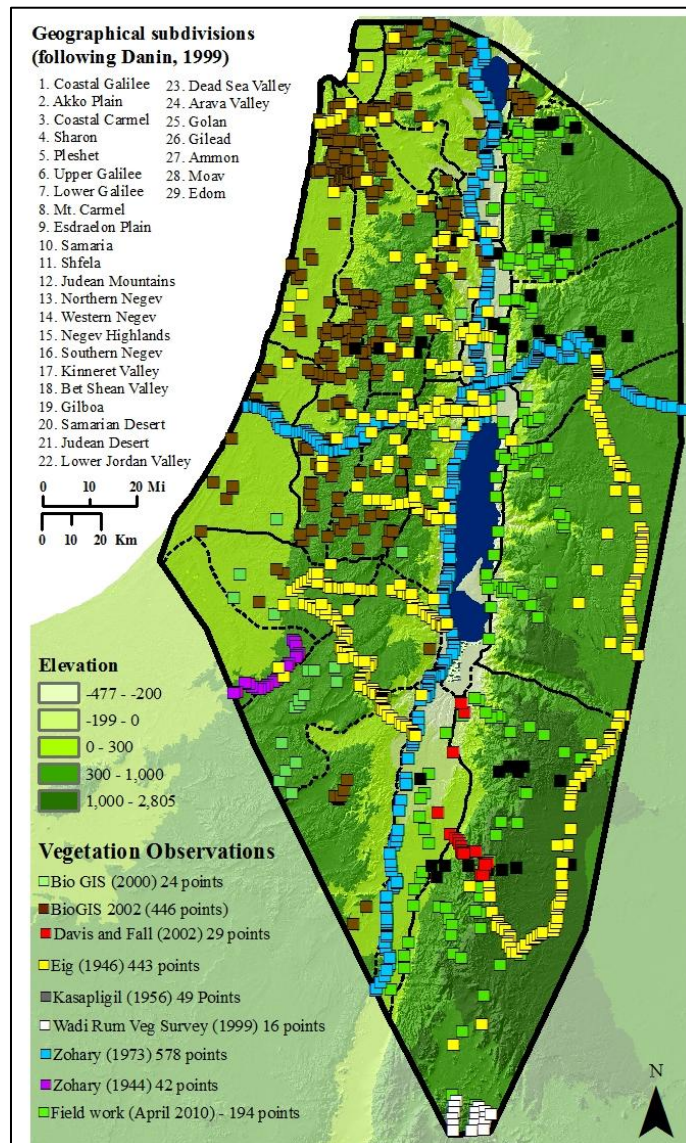 Geographical subdivisions
(following Danin, 1999)
1. Coastal Galilee
2. Akko Plain
3. Coastal Carmel
4. Sharon
5. Pleshet
6. Upper Galilee
7. Lower Galilee
8. Mt. Carmel
9. Esdraelon Plain
10. Samaria
11. Shfela
12. Judean Mountains
13. Northern Negev
14. Western Negev
15. Negev Highlands
16. Southern Negev
17. Kinneret Valley
18. Bet Shean Valley
19. Gilboa
20. Samarian Desert
21. Judean Desert
22. Lower Jordan Valley
23. Dead Sea Valley
24. Arava Valley
25. Golan
26. Gilead
27. Ammon
28. Moav
29. Edom
0 10 20 Mi
0 10 20 Km
Elevation
-477 - -200
-199 - 0
0 - 300
300 - 1,000
1,000 - 2,805
Vegetation Observations
Bio GIS (2000) 24 points
BioGIS 2002 (446 points)
Davis and Fall (2002) 29 points
Eig (1946) 443 points
Kasapligil (1956) 49 Points
Wadi Rum Veg Survey (1999) 16 points
Zohary (1973) 578 points
Zohary (1944) 42 points
Field work (April 2010) - 194 points
N